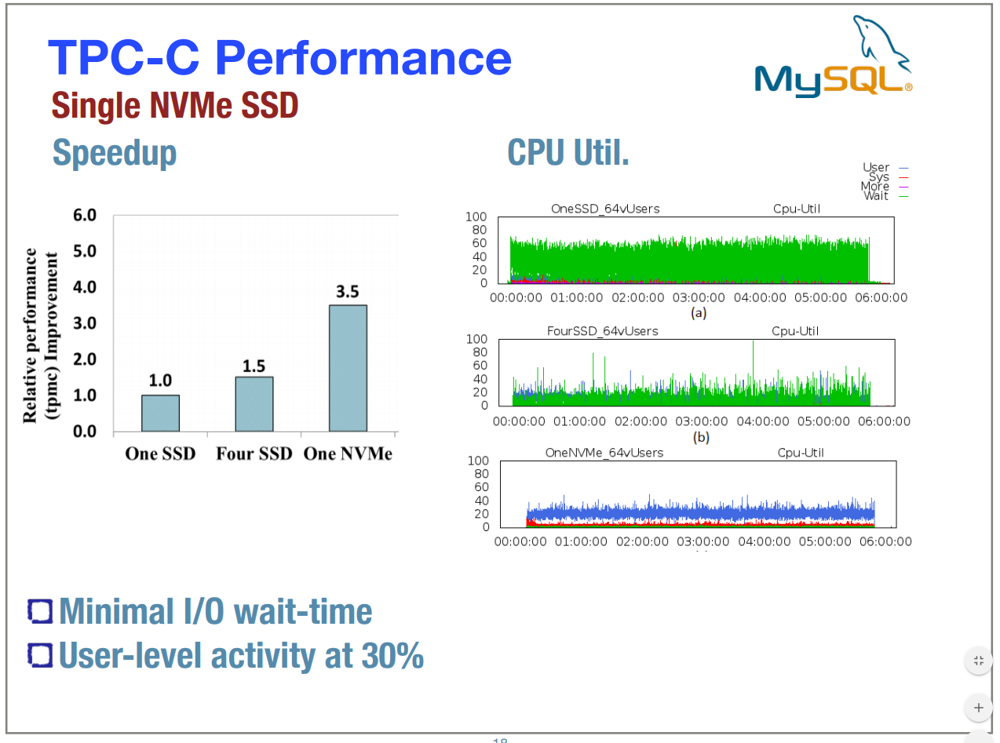 TPC-C Performance
MySQL®
Single NVMe SSD
Speedup
CPU Util.
User
Sys
More
Wait
6.0
5.0
4.0
3.0
2.0
1.0
0.0
Relative performance
(tpmc) Improvement
1.0
1.5
3.5
One SSD Four SSD One NVMe
OneSSD_64vUsers Cpu-Util
100
80
60
40
20
0
00:00:00 01:00:00 02:00:00 03:00:00 04:00:00 05:00:00 06:00:00
(a)
FourSSD_64vUsers Cpu-Util
100
80
60
40
20
0
00:00:00 01:00:00 02:00:00 03:00:00 04:00:00 05:00:00 06:00:00
(b)
OneNVMe_64vUsers Cpu-Util
100
80
60
40
20
0
00:00:00 01:00:00 02:00:00 03:00:00 04:00:00 05:00:00 06:00:00
Minimal I/O wait-time
User-level activity at 30%